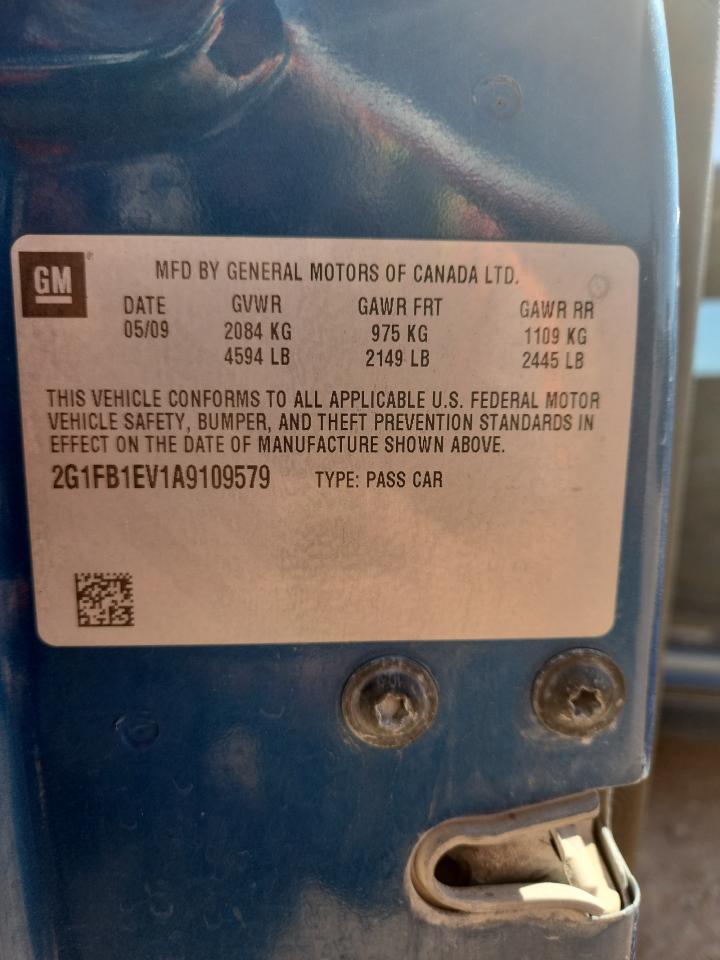 GM
MFD BY GENERAL MOTORS OF CANADA LTD.
DATE GVWR GAWR FRT GAWR RR
05/09 2084 KG 975 KG 1109 KG
4594 LB 2149 LB 2445 LB
THIS VEHICLE CONFORMS TO ALL APPLICABLE U.S. FEDERAL MOTOR
VEHICLE SAFETY, BUMPER, AND THEFT PREVENTION STANDARDS IN
EFFECT ON THE DATE OF MANUFACTURE SHOWN ABOVE.
2G1FB1EV1A9109579 TYPE: PASS CAR